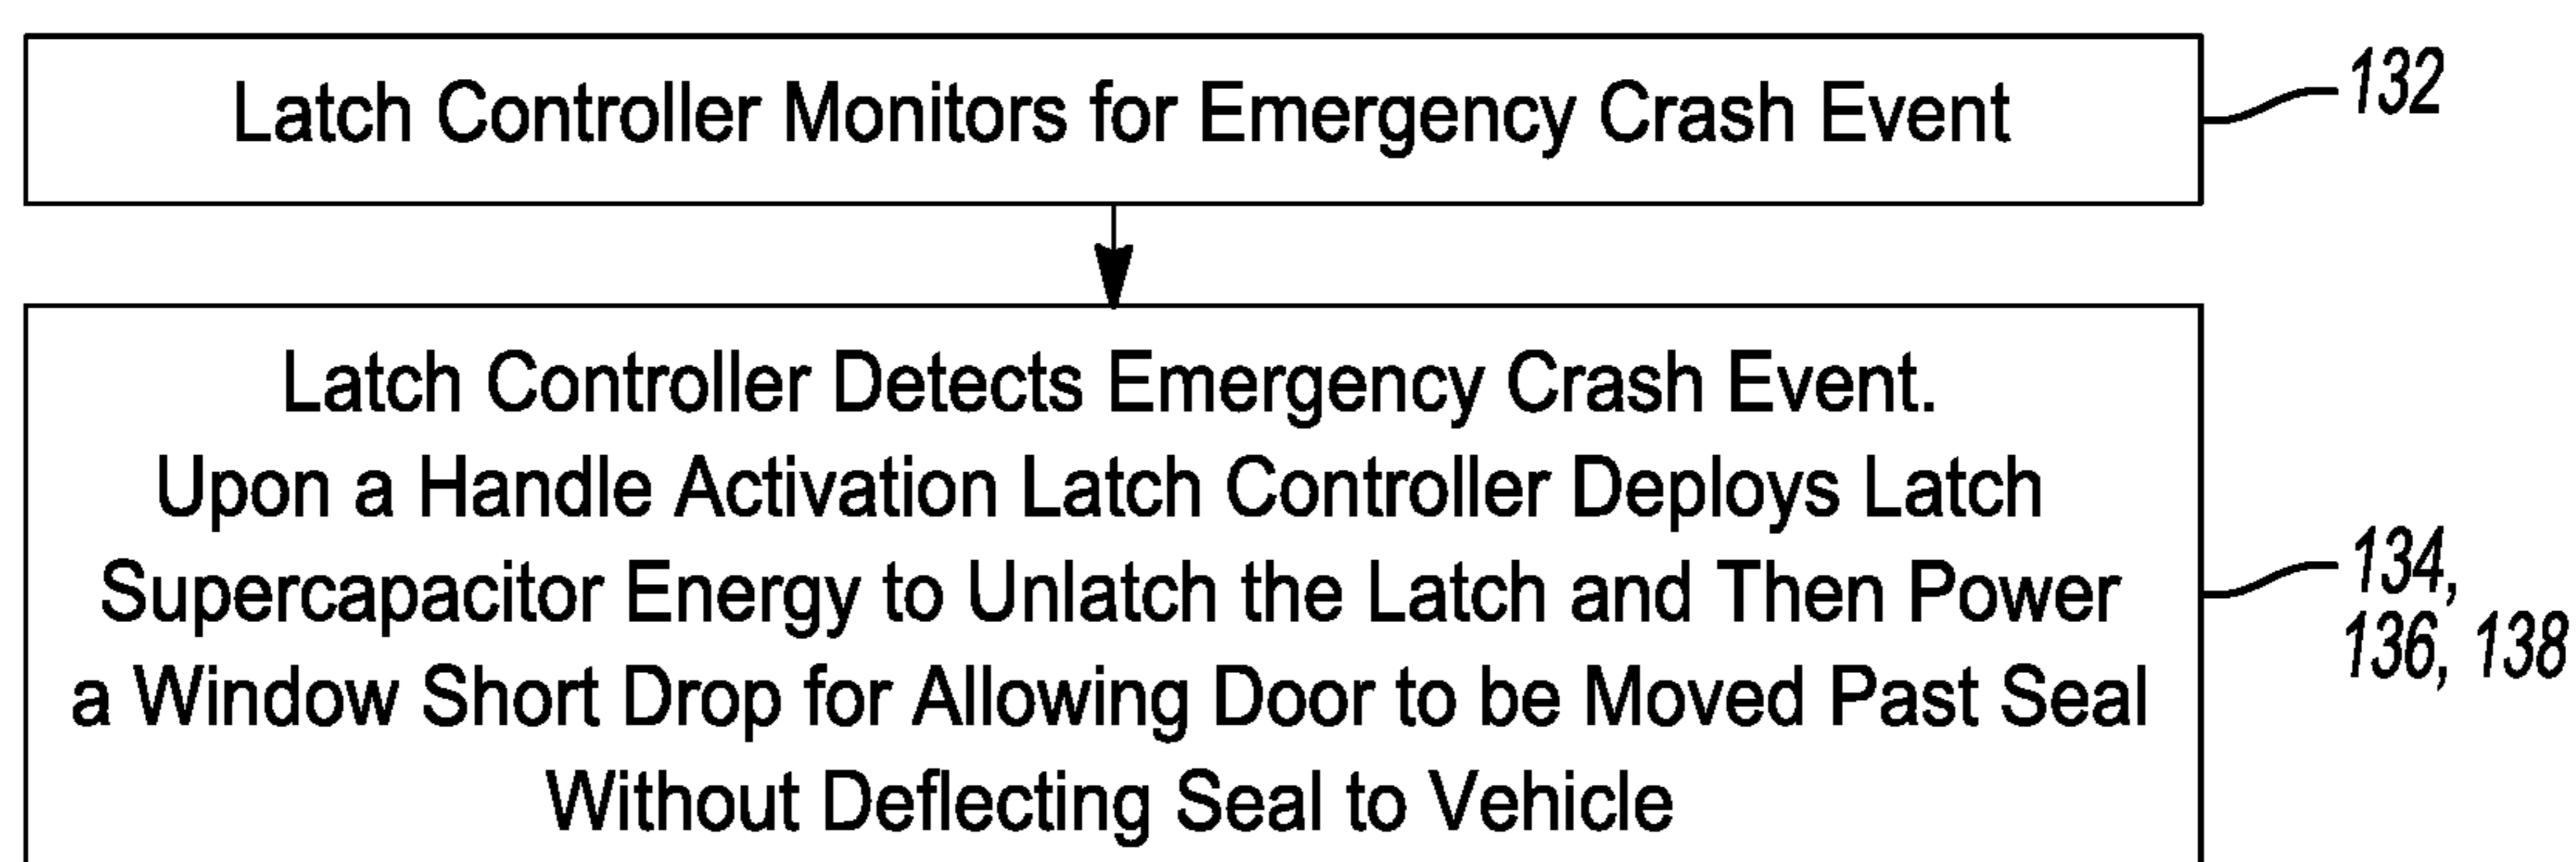 Latch Controller Monitors for Emergency Crash Event
132
Latch Controller Detects Emergency Crash Event.
Upon a Handle Activation Latch Controller Deploys Latch
Supercapacitor Energy to Unlatch the Latch and Then Power
a Window Short Drop for Allowing Door to be Moved Past Seal
Without Deflecting Seal to Vehicle
134,
136, 138